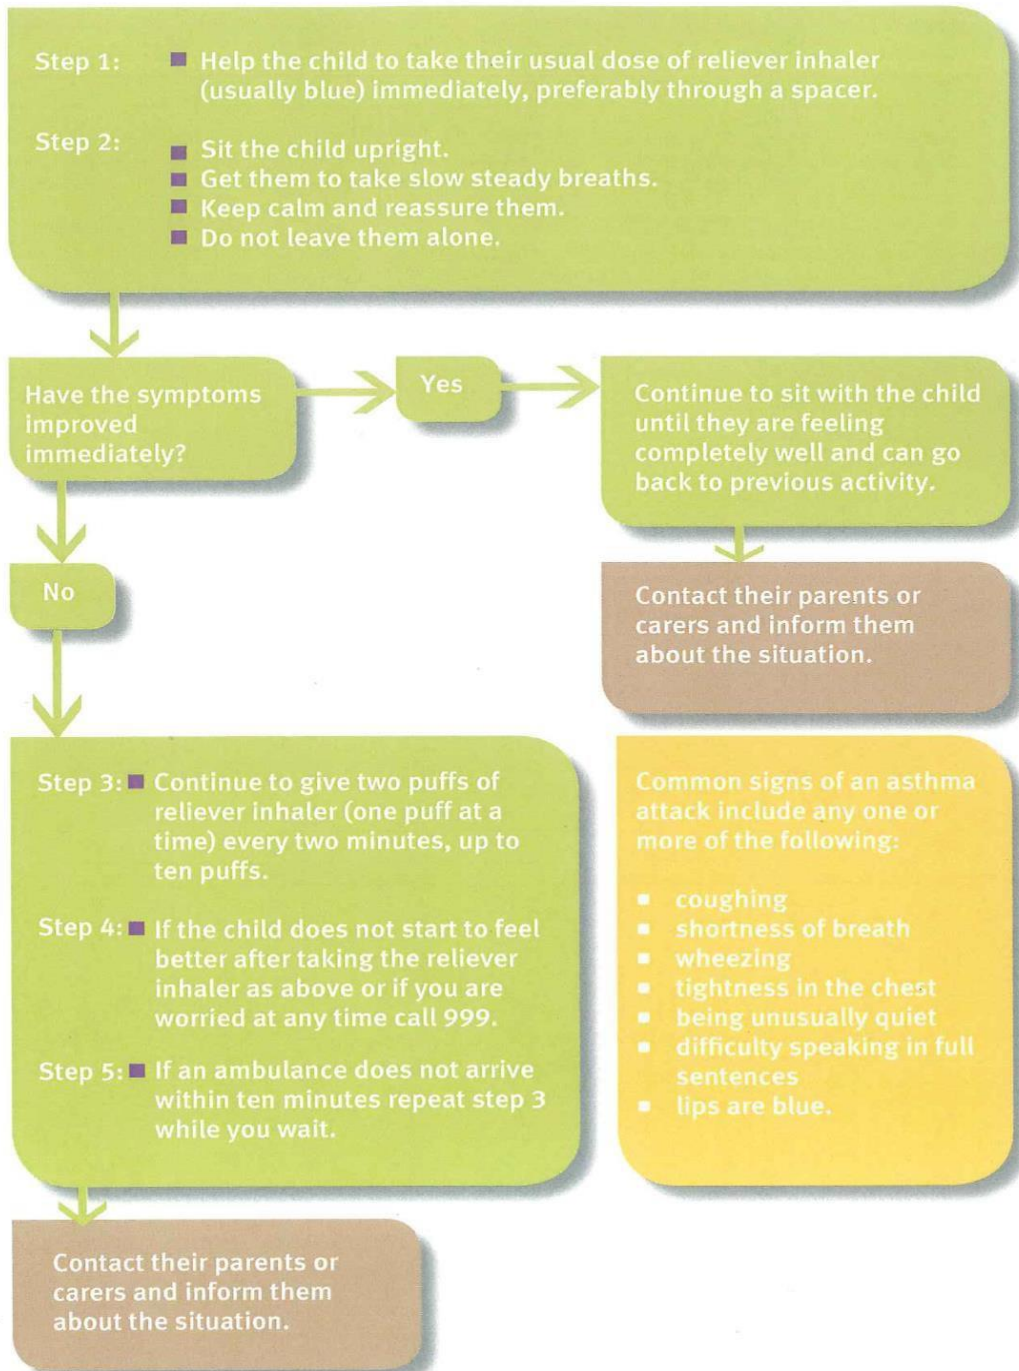 Step 1: ■ Help the child to take their usual dose of reliever inhaler
(usually blue) immediately, preferably through a spacer.
Step 2: ■ Sit the child upright.
■ Get them to take slow steady breaths.
■ Keep calm and reassure them.
■ Do not leave them alone.
Have the symptoms
improved
immediately?
Yes
Continue to sit with the child
until they are feeling
completely well and can go
back to previous activity.
Contact their parents or
carers and inform them
about the situation.
No
Step 3: ■ Continue to give two puffs of
reliever inhaler (one puff at a
time) every two minutes, up to
ten puffs.
Step 4: ■ If the child does not start to feel
better after taking the reliever
inhaler as above or if you are
worried at any time call 999.
Step 5: ■ If an ambulance does not arrive
within ten minutes repeat step 3
while you wait.
Contact their parents or
carers and inform them
about the situation.
Common signs of an asthma
attack include any one or
more of the following:
■ coughing
■ shortness of breath
■ wheezing
■ tightness in the chest
■ being unusually quiet
■ difficulty speaking in full
sentences
■ lips are blue.